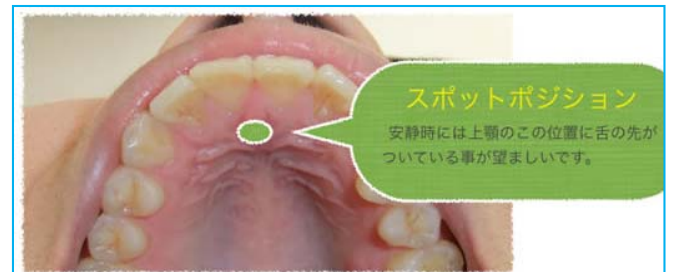 スポットポジション
安静時には上顎のこの位置に舌の先が
ついている事が望ましいです。